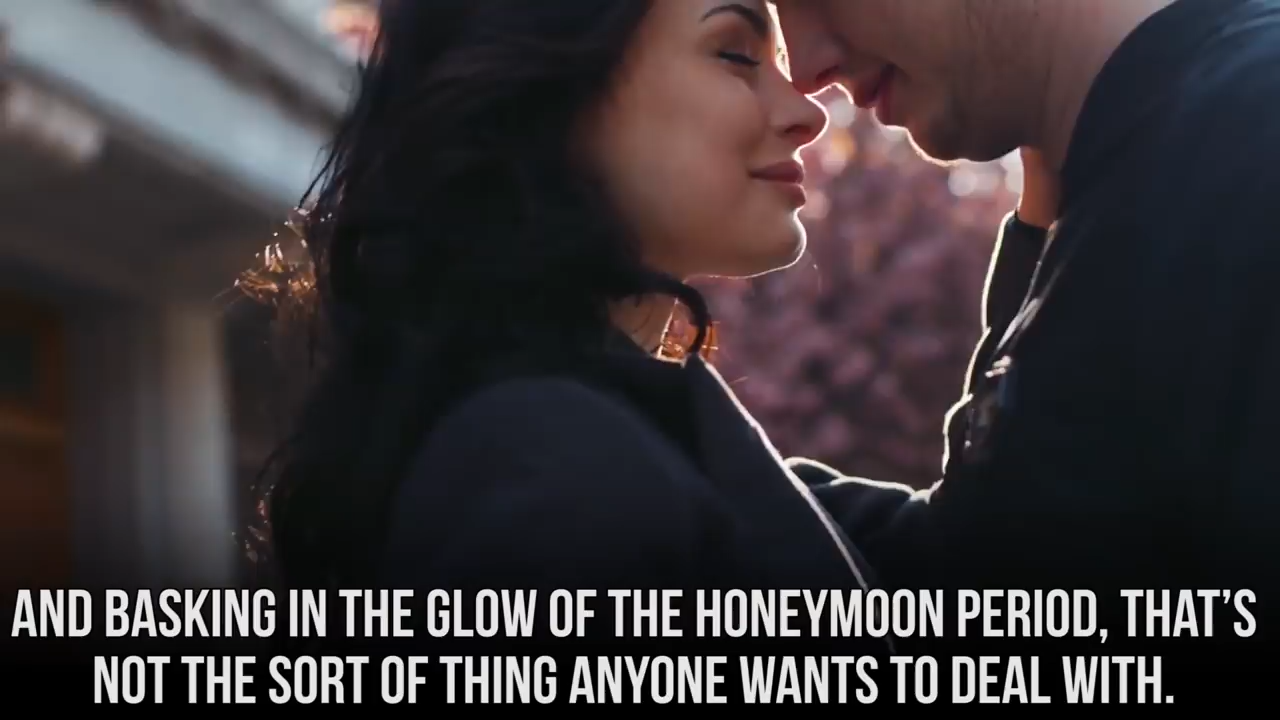 AND BASKING IN THE GLOW OF THE HONEYMOON PERIOD, THAT’S
NOT THE SORT OF THING ANYONE WANTS TO DEAL WITH.